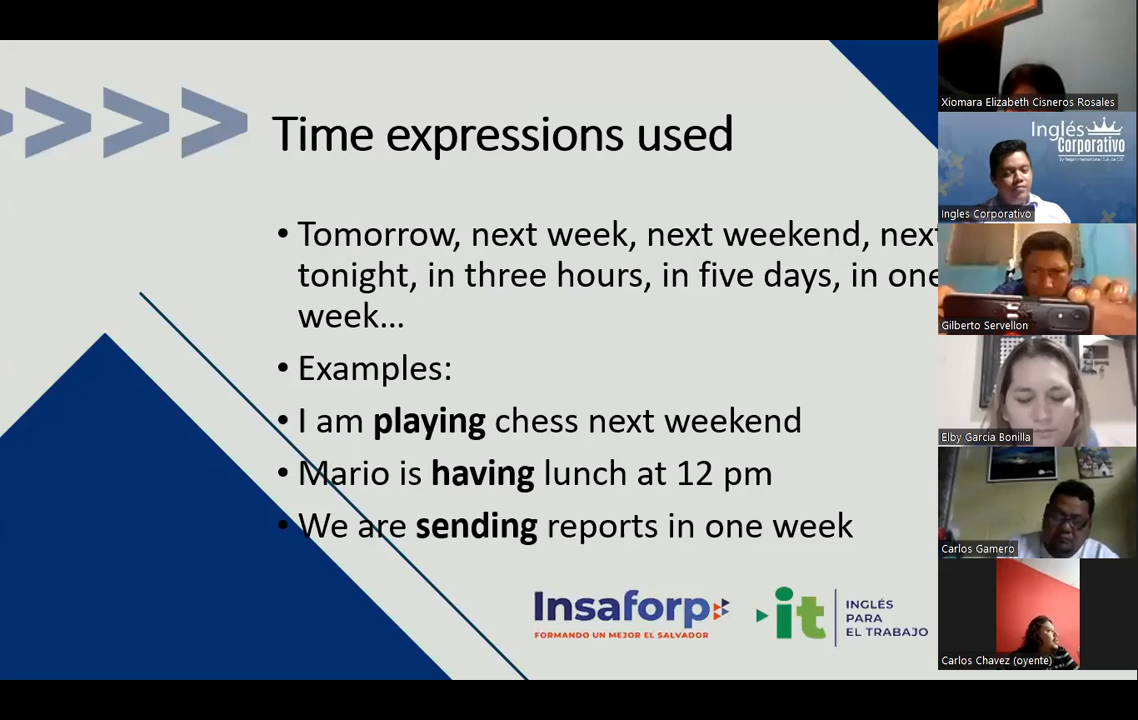 Time expressions used
• Tomorrow, next week, next weekend, next
tonight, in three hours, in five days, in one
week...
• Examples:
• I am playing chess next weekend
• Mario is having lunch at 12 pm
• We are sending reports in one week
Insaforp
FORMANDO UN MEJOR EL SALVADOR
it
INGLÉS
PARA
EL TRABAJO
Xiomara Elizabeth Cisneros Rosales
Inglés
Corporativo
Ingles Corporativo
Gilberto Servellon
Elby Garcia Bonilla
Carlos Gamero
Carlos Chavez (oyente)